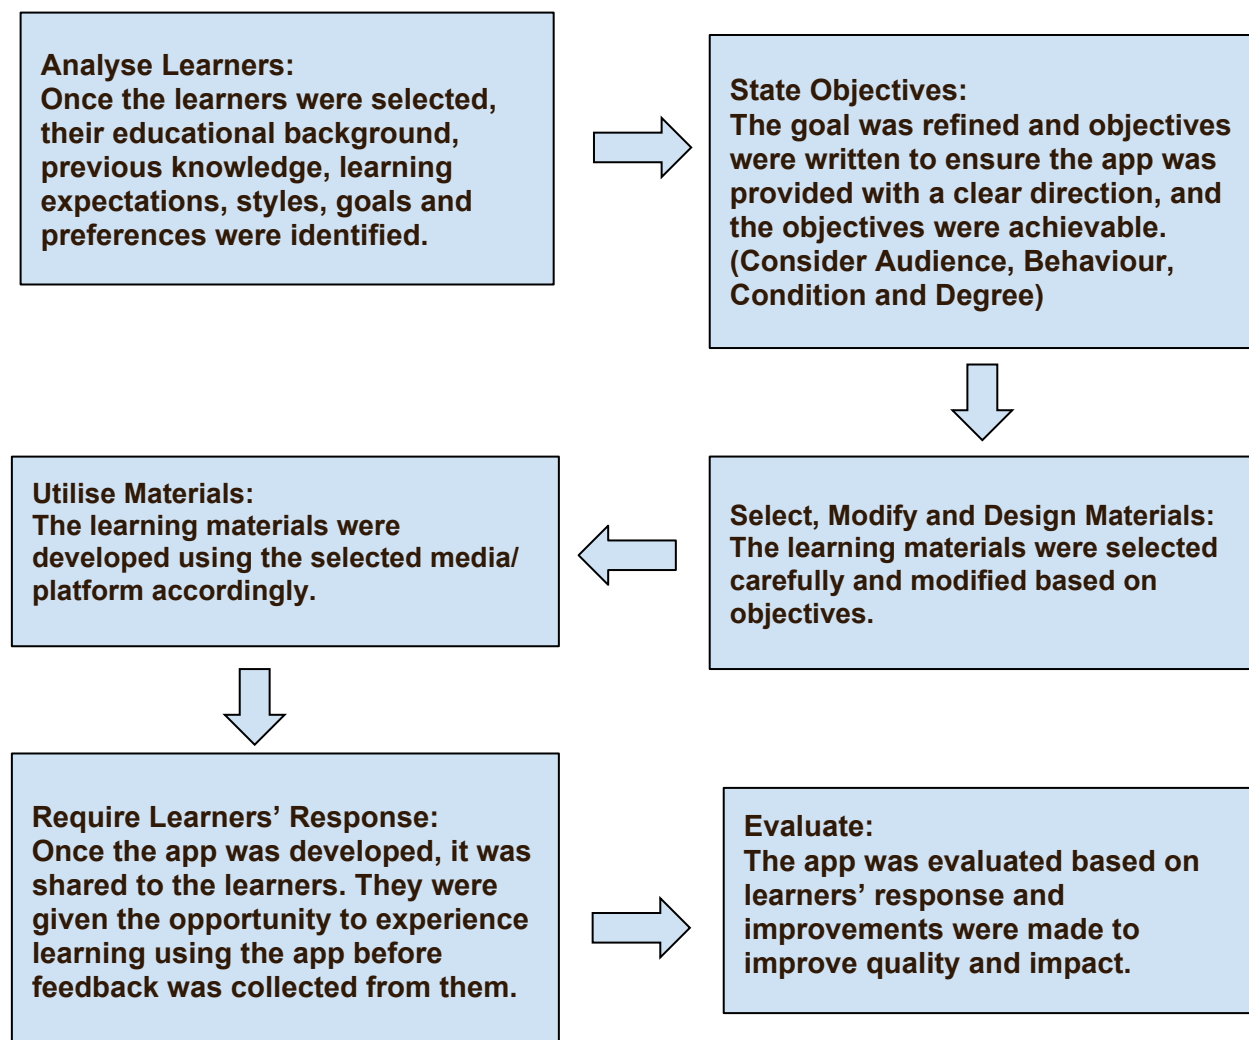 Analyse Learners:
Once the learners were selected,
their educational background,
previous knowledge, learning
expectations, styles, goals and
preferences were identified.
State Objectives:
The goal was refined and objectives
were written to ensure the app was
provided with a clear direction, and
the objectives were achievable.
(Consider Audience, Behaviour,
Condition and Degree)
Select, Modify and Design Materials:
The learning materials were selected
carefully and modified based on
objectives.
Utilise Materials:
The learning materials were
developed using the selected media/
platform accordingly.
Require Learners’ Response:
Once the app was developed, it was
shared to the learners. They were
given the opportunity to experience
learning using the app before
feedback was collected from them.
Evaluate:
The app was evaluated based on
learners’ response and
improvements were made to
improve quality and impact.